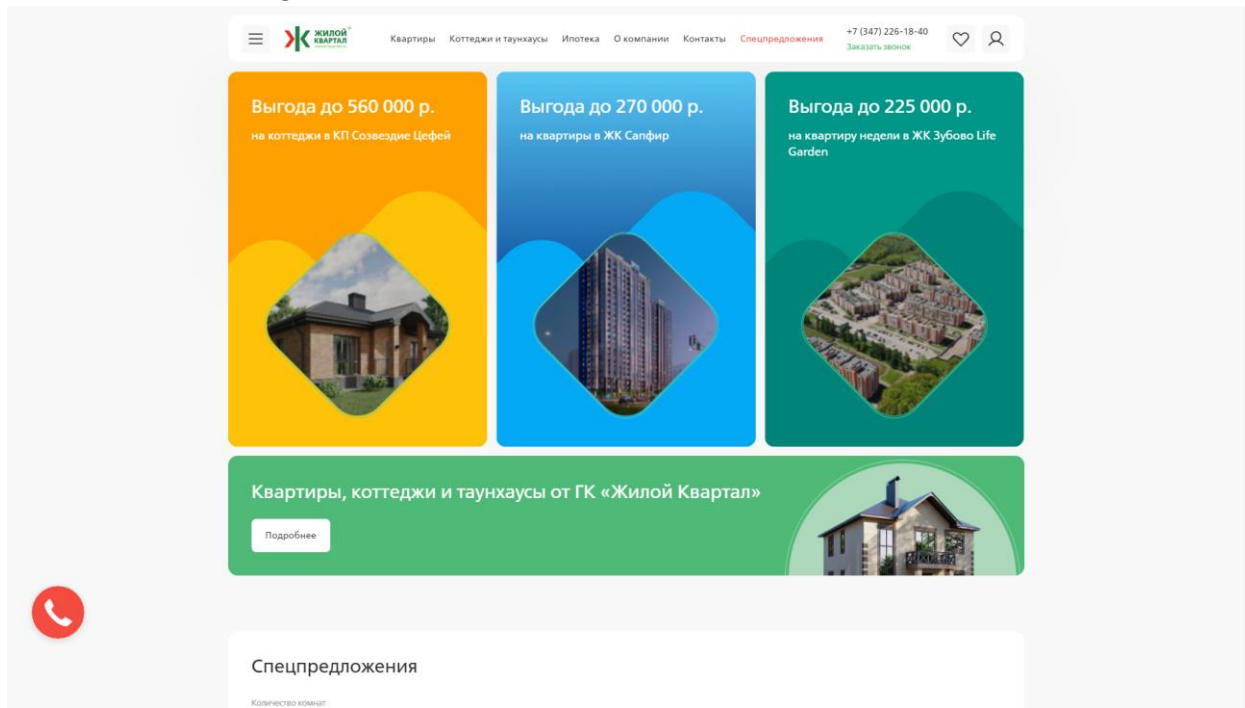 ЖИЛОЙ
КВАРТАЛ
Квартиры Коттеджи и таунхаусы Ипотека О компании Контакты Спецпредложения
+7 (347) 226-18-40
Заказать звонок
Выгода до 560 000 р.
на коттеджи в КП Созвездие Цефей
Выгода до 270 000 р.
на квартиры в ЖК Сапфир
Выгода до 225 000 р.
на квартиру недели в ЖК Зубово Life
Garden
Квартиры, коттеджи и таунхаусы от ГК «Жилой Квартал»
Подробнее
Спецпредложения
Количество комнат